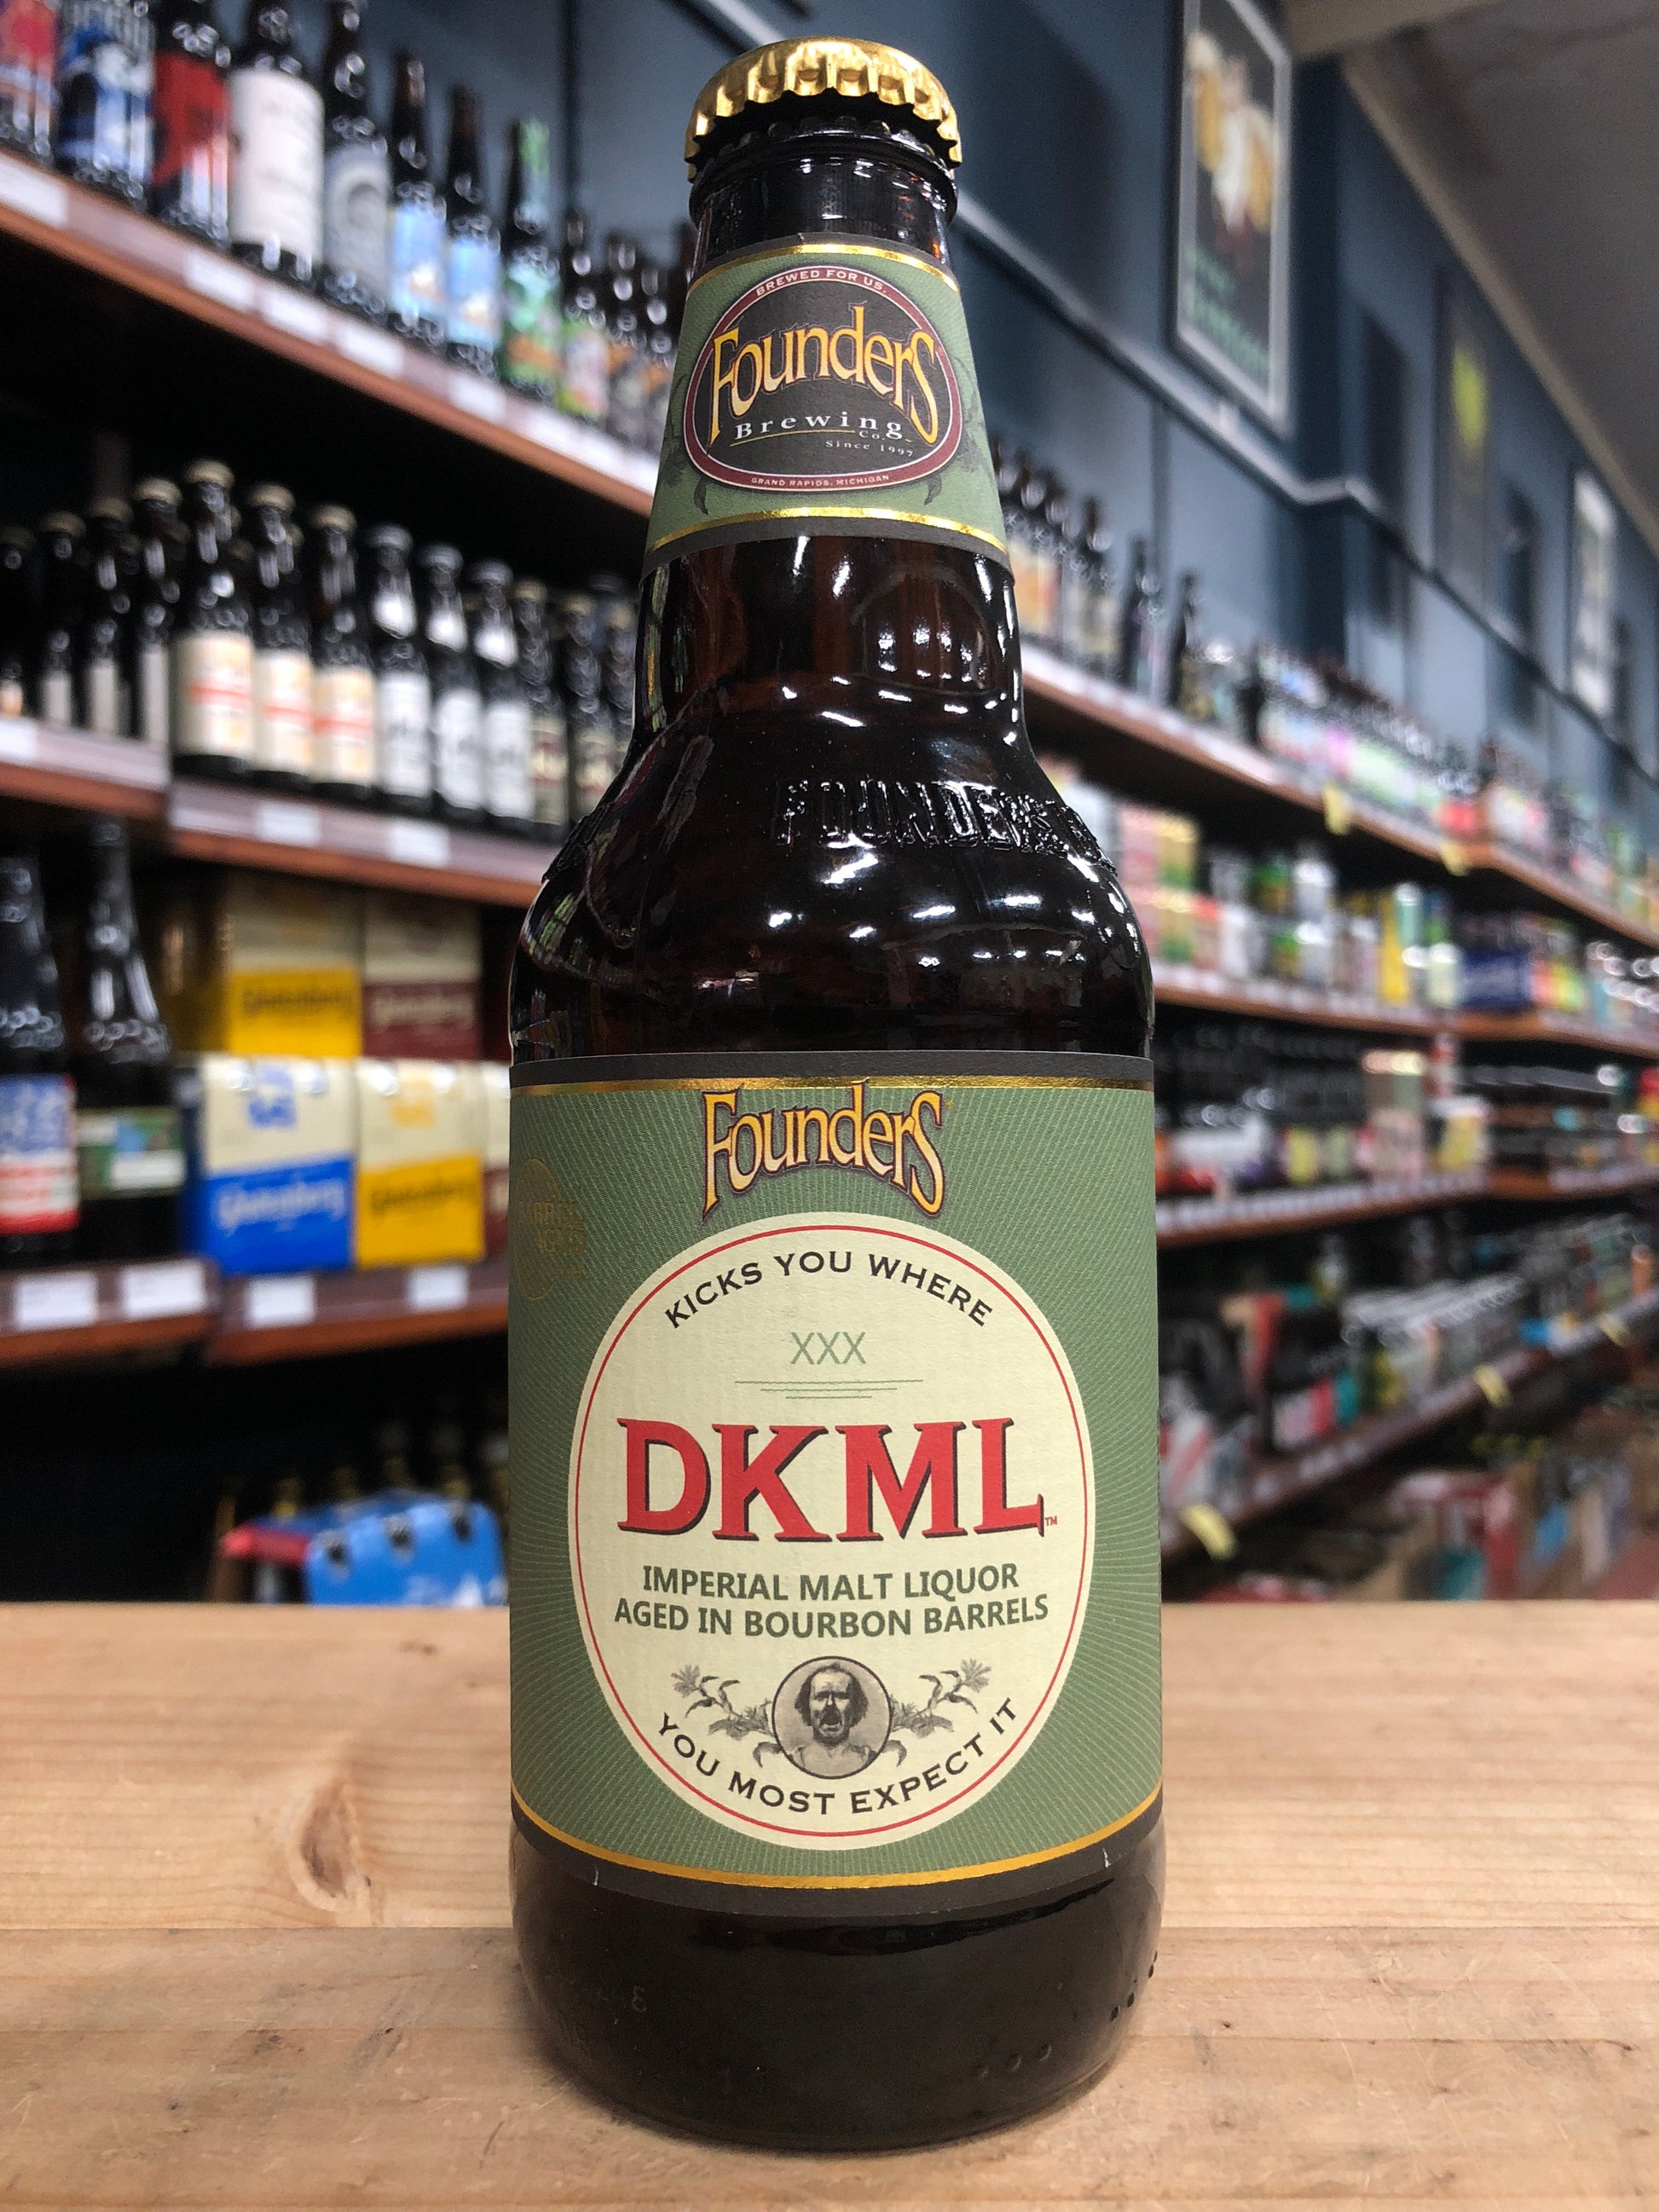 BREWED FOR US.
Founders
Brewing
Co.
Since 1997
GRAND RAPIDS, MICHIGAN
FOUNDERS
Founders
KICKS YOU WHERE
XXX
DKML™
IMPERIAL MALT LIQUOR
AGED IN BOURBON BARRELS
YOU MOST EXPECT IT